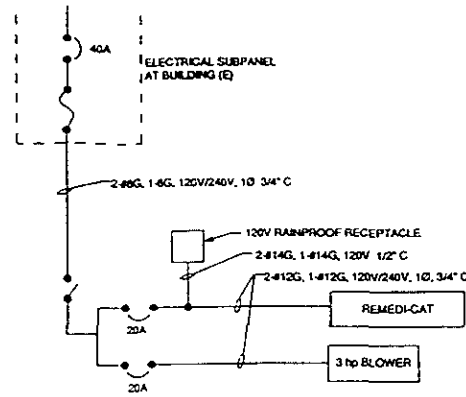 40A
ELECTRICAL SUBPANEL
AT BUILDING (E)
2-#6G, 1-6G, 120V/240V, 1Ø 3/4" C
120V RAINPROOF RECEPTACLE
2-#14G, 1-#14G, 120V 1/2" C
2-#12G, 1-#12G, 120V/240V, 1Ø, 3/4" C
20A
REMEDI-CAT
3 hp BLOWER
20A